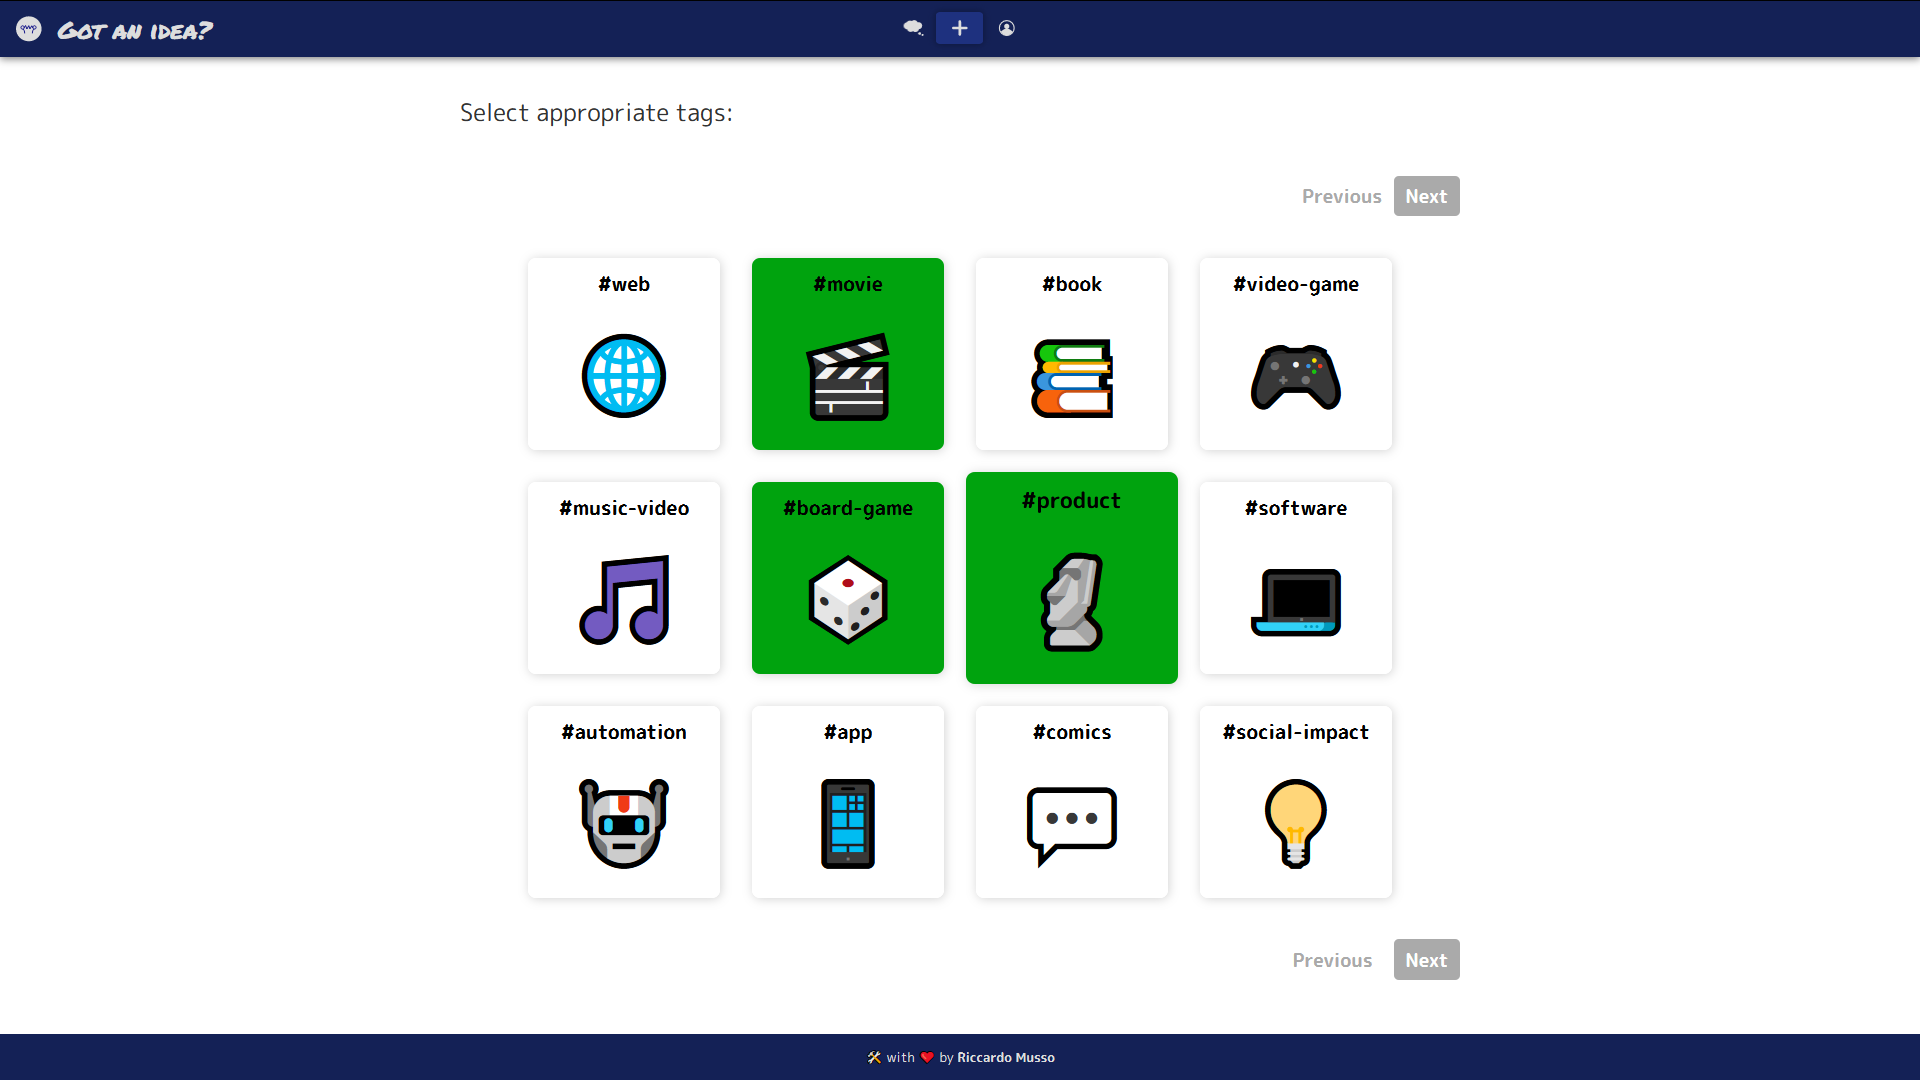 Got an idea?
Select appropriate tags:
Previous Next
#web #movie #book #video-game
#music-video #board-game #product #software
#automation #app #comics #social-impact
Previous Next
🛠 with ❤ by Riccardo Musso